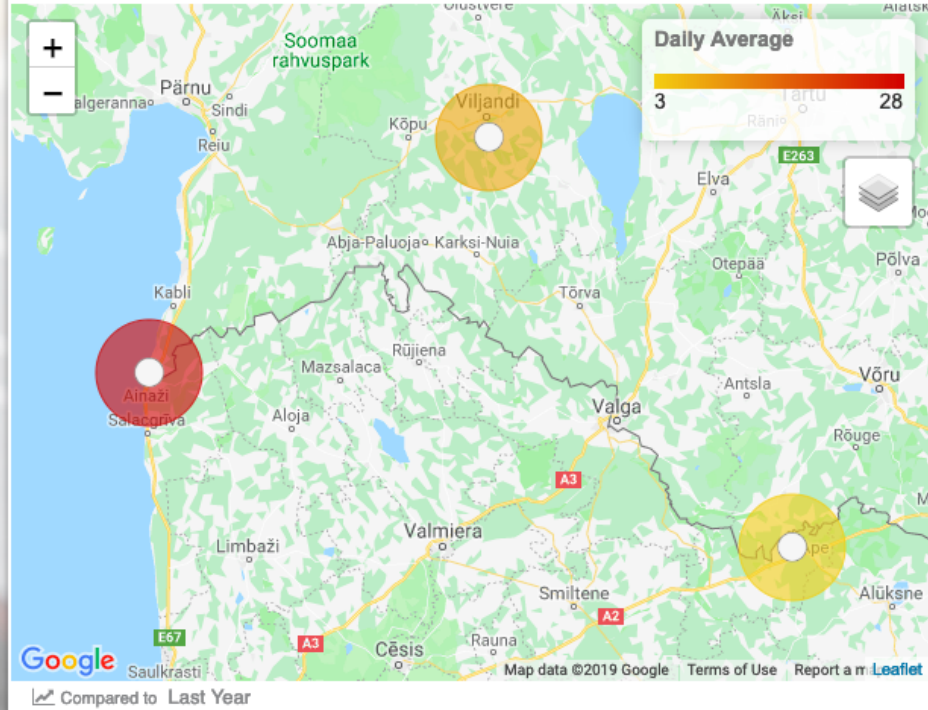 Olustvere
Äksi
+
Soomaa
rahvuspark
Daily Average
3
28
−
Pärnu
Sindi
Viljandi
Tartu
Kõpu
Reiu
E263
Elva
Abja-Paluoja
Karksi-Nuia
Otepää
Põlva
Kabli
Tõrva
Rūjiena
Mazsalaca
Antsla
Võru
Ainaži
Salacgrīva
Aloja
Valga
Rõuge
A3
Valmiera
Limbaži
Ape
Smiltene
Alūksne
A2
E67
A3
Cēsis
Rauna
Google
Saulkrasti
Map data ©2019 Google
Terms of Use
Report a m
Leaflet
Compared to Last Year